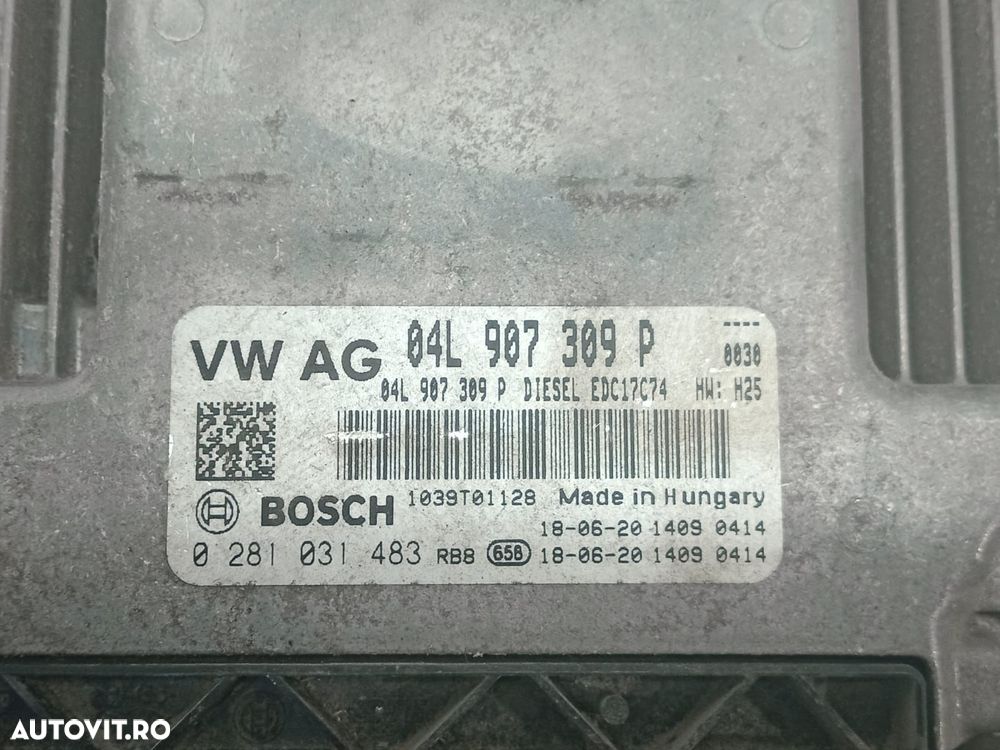 VW AG 04L 907 309 P ----
0030
04L 907 309 P DIESEL EDC17C74 HW: H25
BOSCH 1039T01128 Made in Hungary
18-06-20 1409 0414
0 281 031 483 RB8 658 18-06-20 1409 0414
AUTOVIT.RO